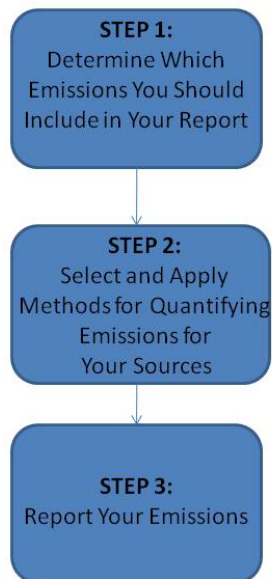 STEP 1:
Determine Which
Emissions You Should
Include in Your Report
STEP 2:
Select and Apply
Methods for Quantifying
Emissions for
Your Sources
STEP 3:
Report Your Emissions